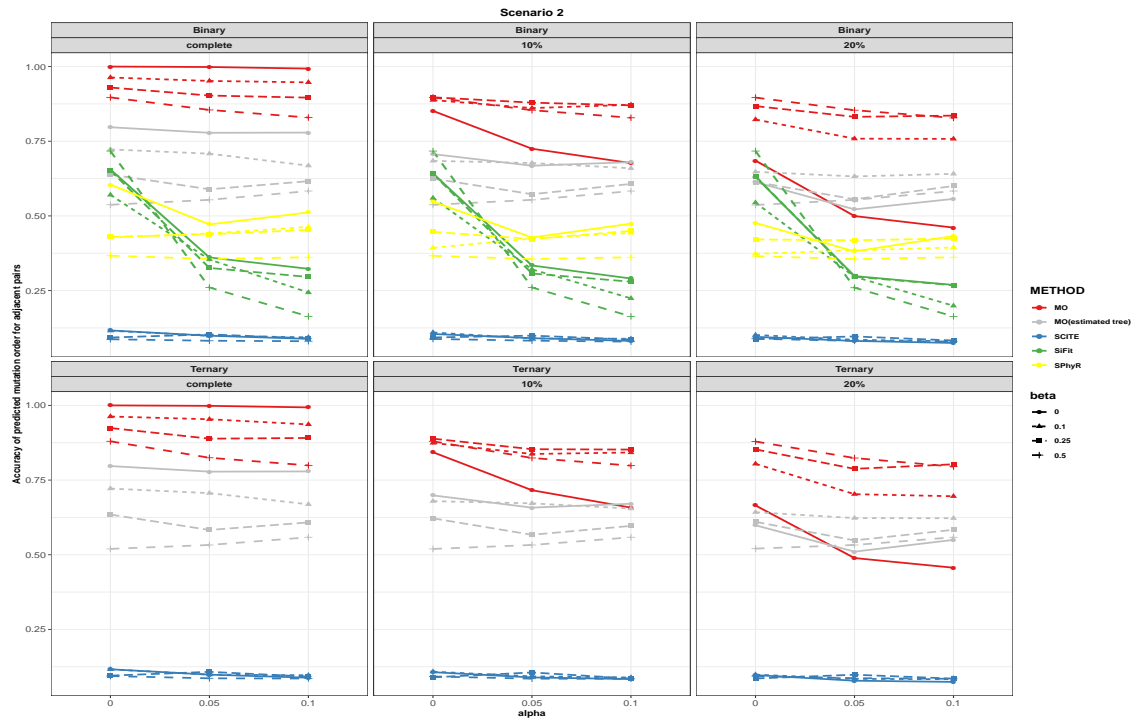 Scenario 2
Binary
Binary
Binary
complete
10%
20%
1.00
0.75
0.50
0.25
Ternary
Ternary
Ternary
complete
10%
20%
1.00
0.75
0.50
0.25
0
0.05
0.1
0
0.05
0.1
0
0.05
0.1
alpha
Accuracy of predicted mutation order for adjacent pairs
METHOD
MO
MO(estimated tree)
SCITE
SiFit
SPhyR
beta
0
0.1
0.25
0.5